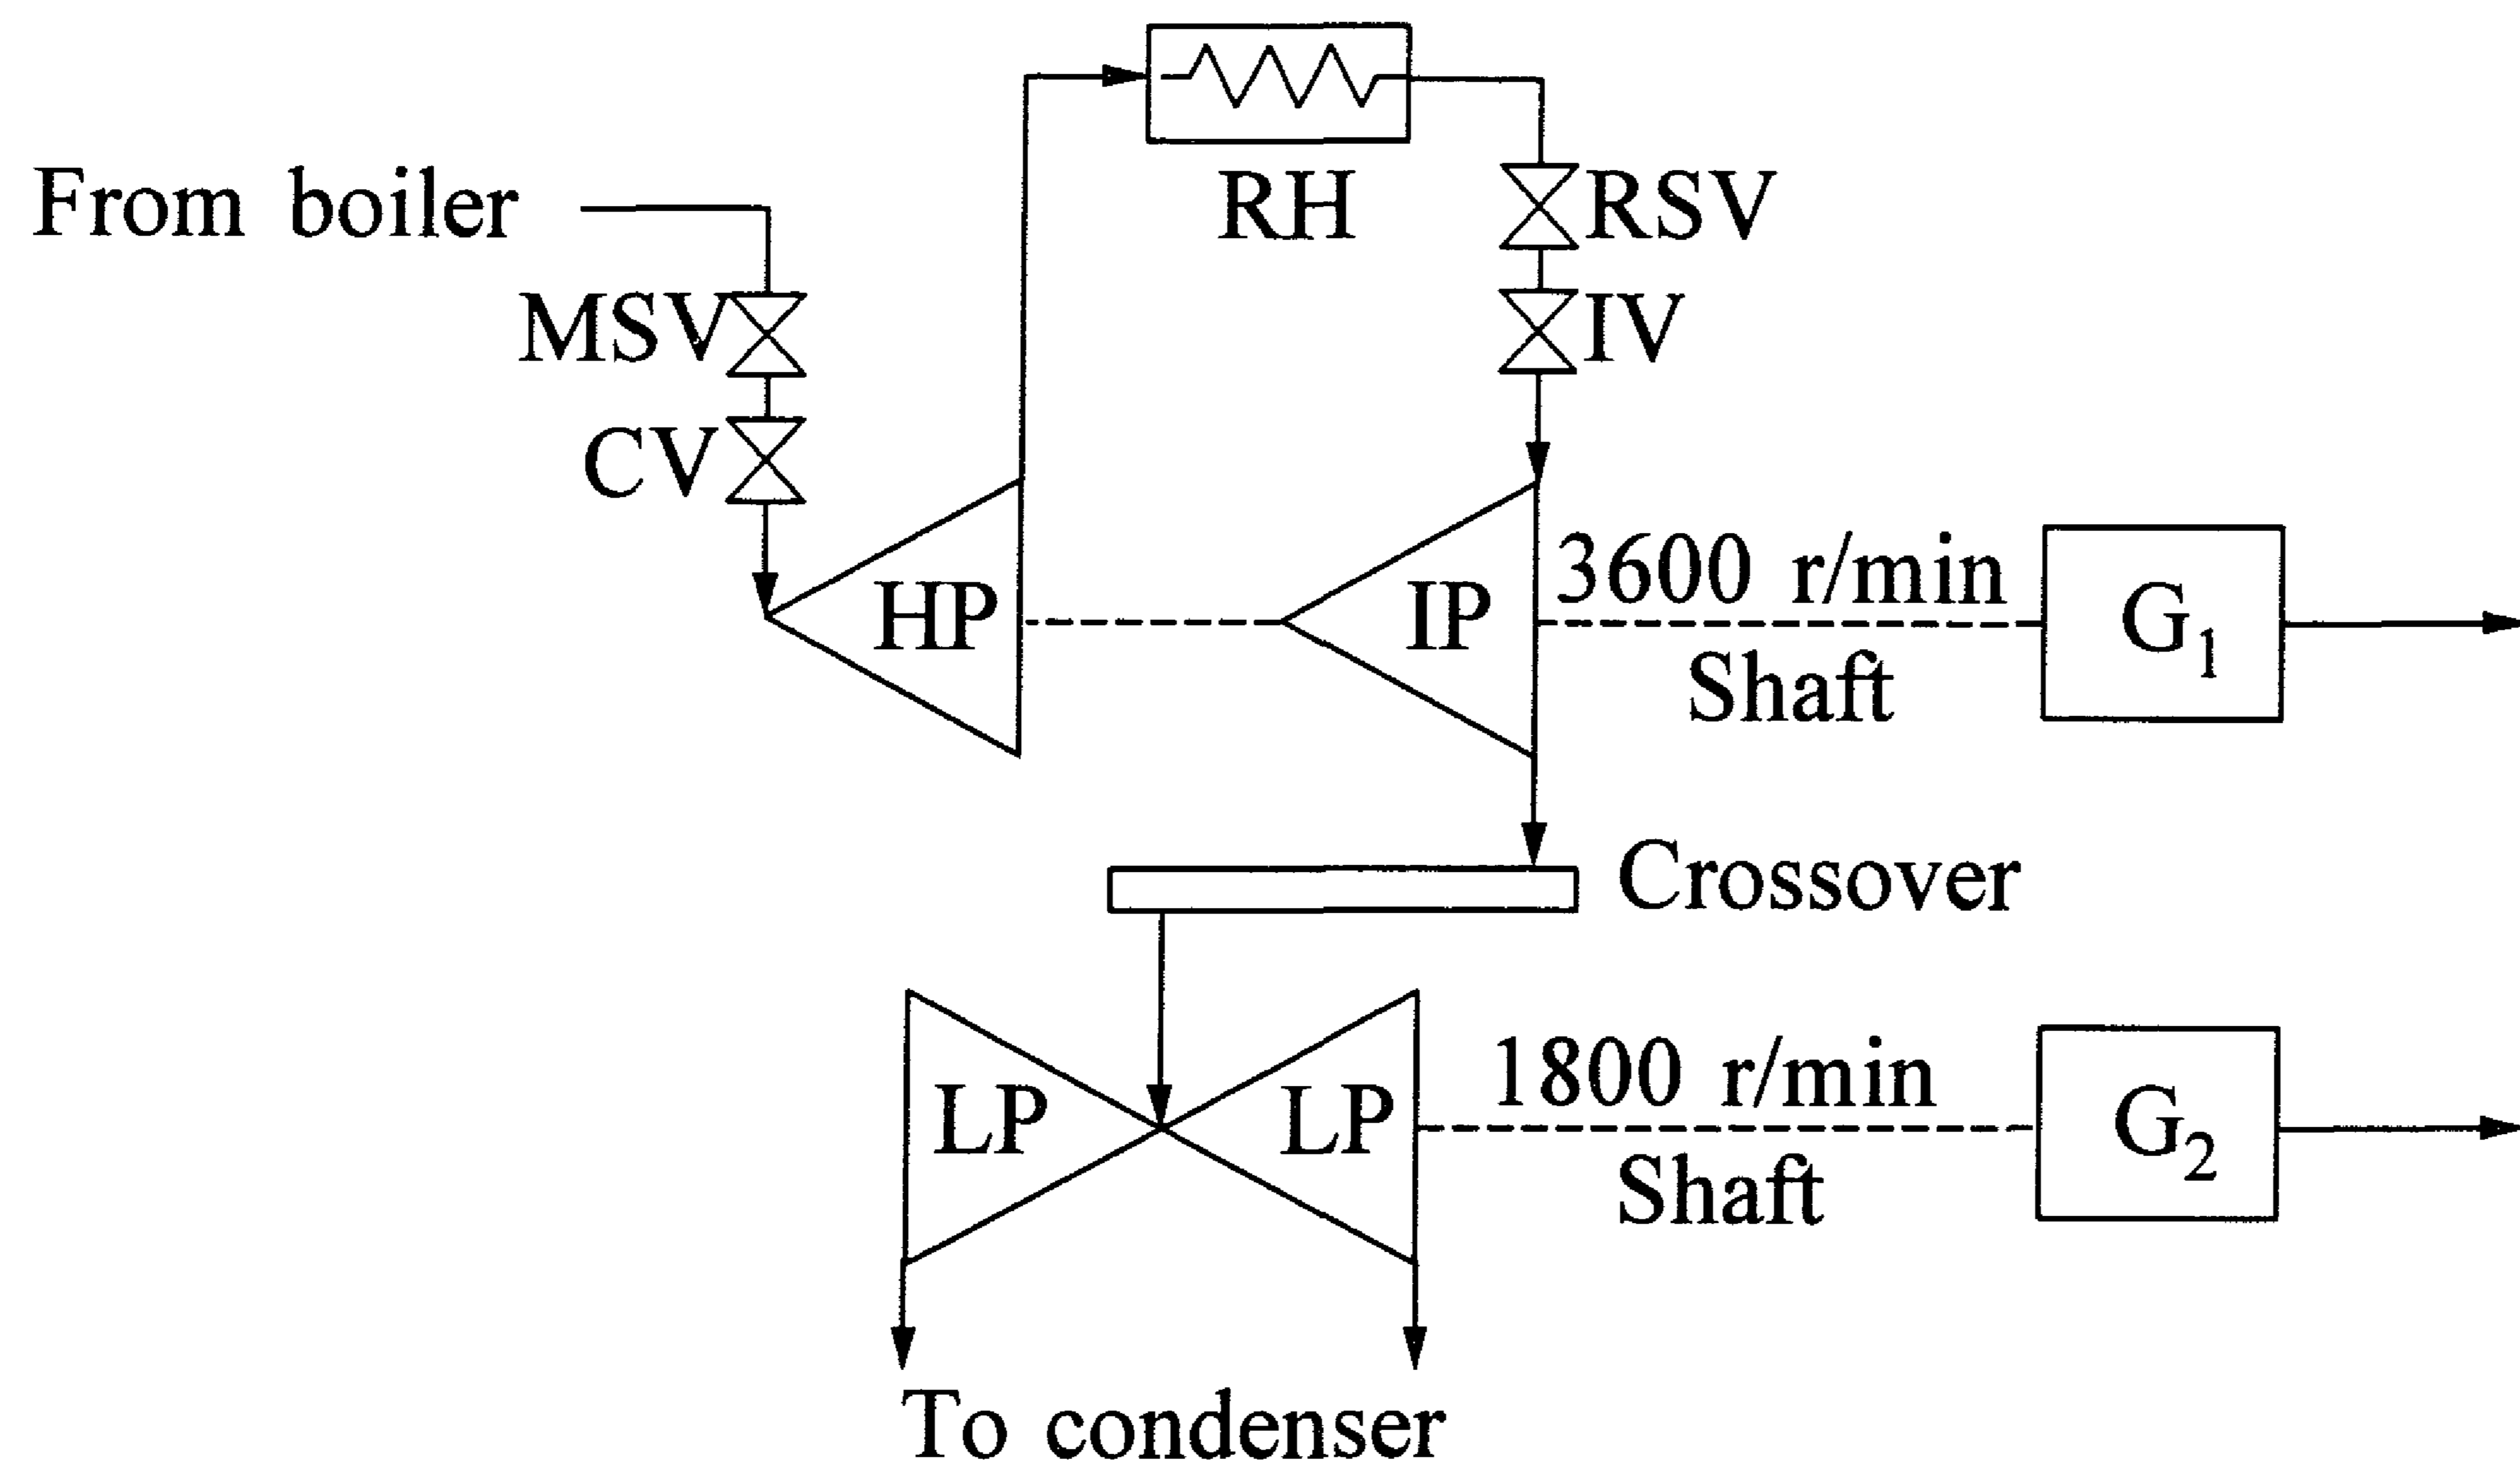 From boiler
RH
RSV
MSV
IV
CV
HP
IP
3600 r/min
Shaft
G1
Crossover
LP
LP
1800 r/min
Shaft
G2
To condenser